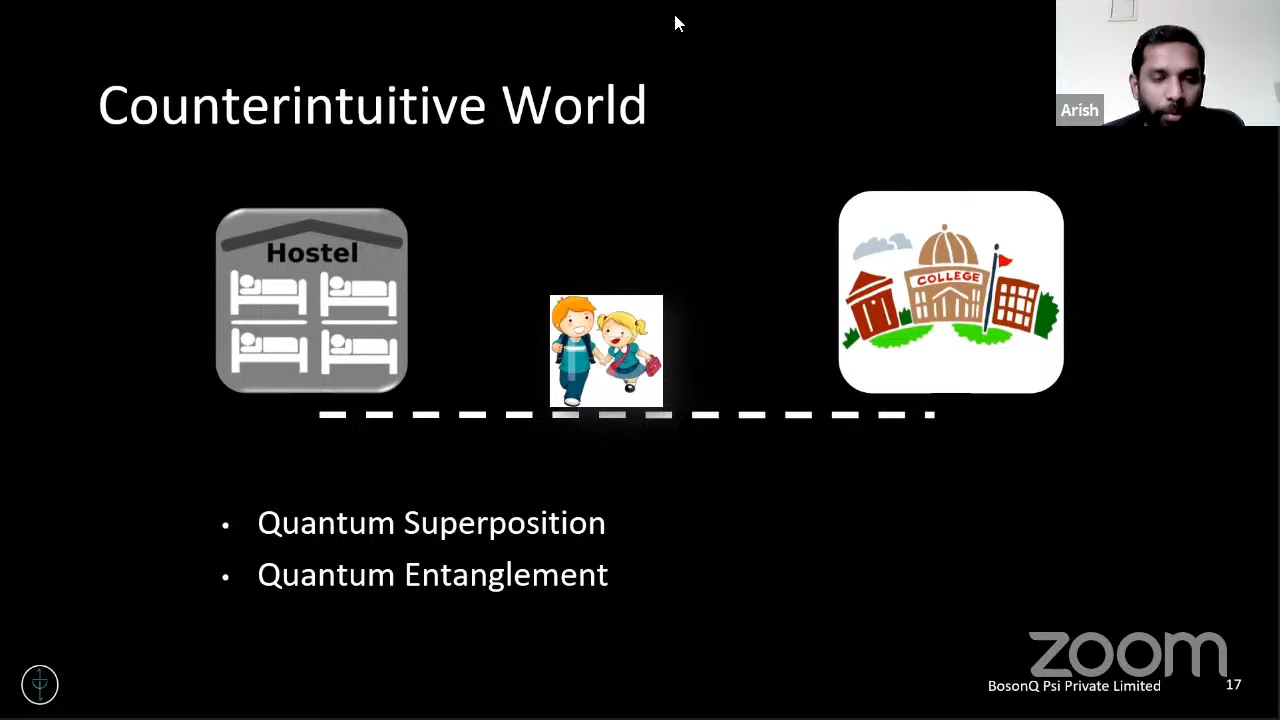 Counterintuitive World
Arish
Hostel
COLLEGE
• Quantum Superposition
• Quantum Entanglement
zoom
BosonQ Psi Private Limited
17